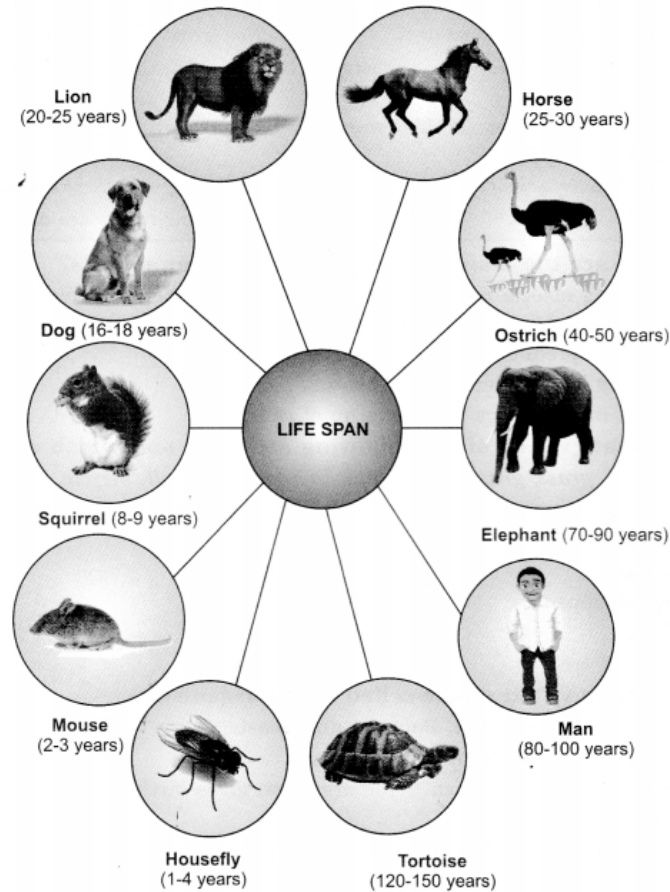 Lion
(20-25 years)
Horse
(25-30 years)
Dog (16-18 years)
Ostrich (40-50 years)
LIFE SPAN
Squirrel (8-9 years)
Elephant (70-90 years)
Mouse
(2-3 years)
Man
(80-100 years)
Housefly
(1-4 years)
Tortoise
(120-150 years)